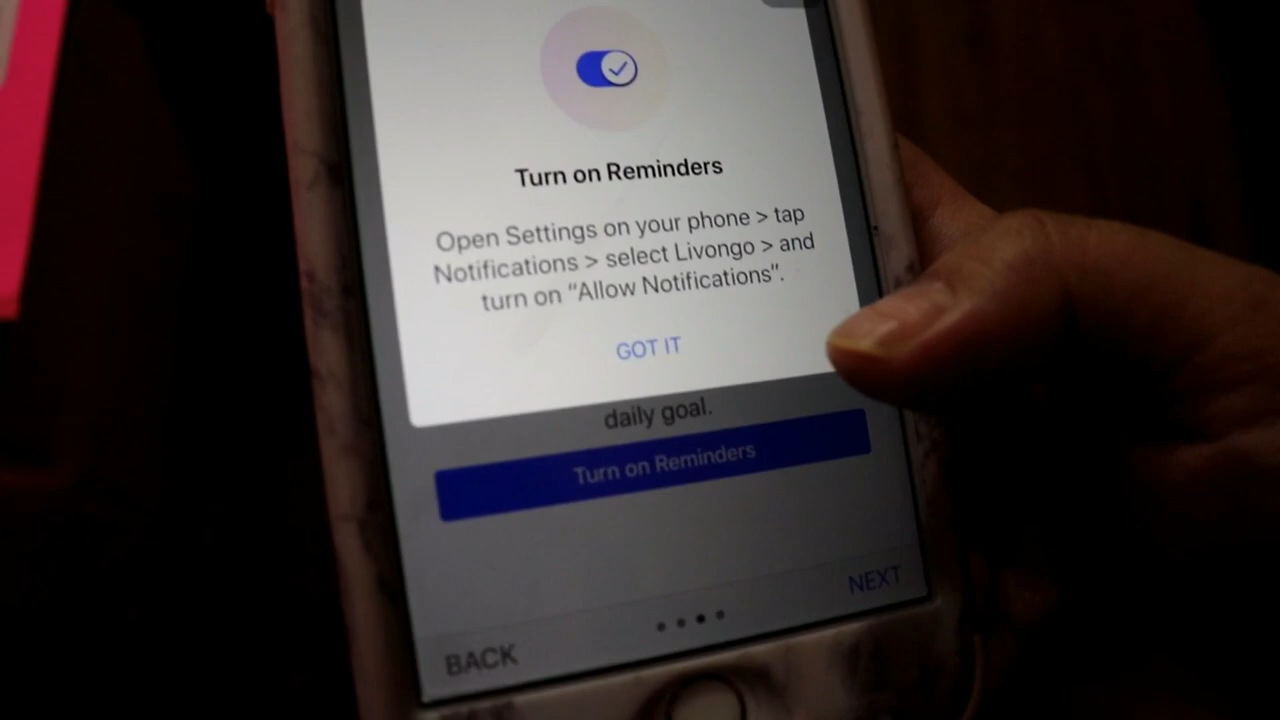 Turn on Reminders
Open Settings on your phone > tap
Notifications > select Livongo > and
turn on “Allow Notifications”.
GOT IT
daily goal.
Turn on Reminders
NEXT
BACK